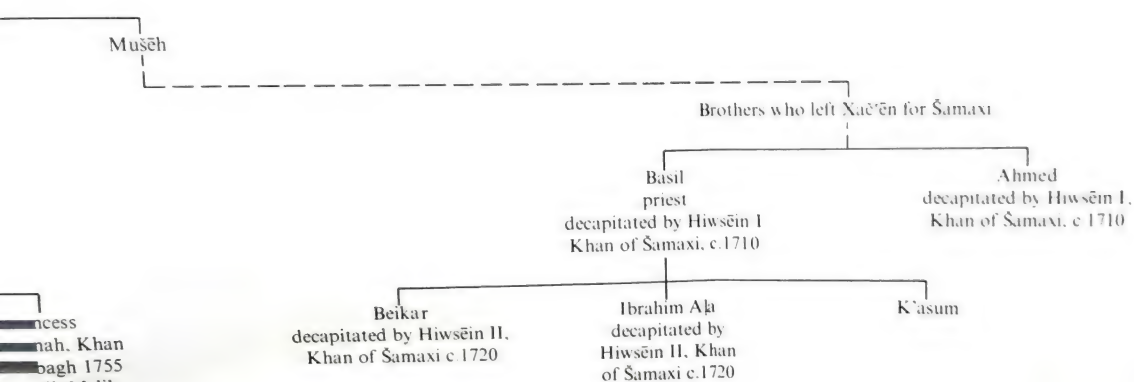 Mušēh
Brothers who left Xač'ēn for Šamaxi
Basil
priest
decapitated by Hiwsēin I
Khan of Šamaxi, c.1710
Ahmed
decapitated by Hiwsēin I,
Khan of Šamaxi, c.1710
Beikar
decapitated by Hiwsēin II,
Khan of Šamaxi c.1720
Ibrahim Ała
decapitated by
Hiwsēin II, Khan
of Šamaxi c.1720
K'asum
ncess
nah, Khan
bagh 1755